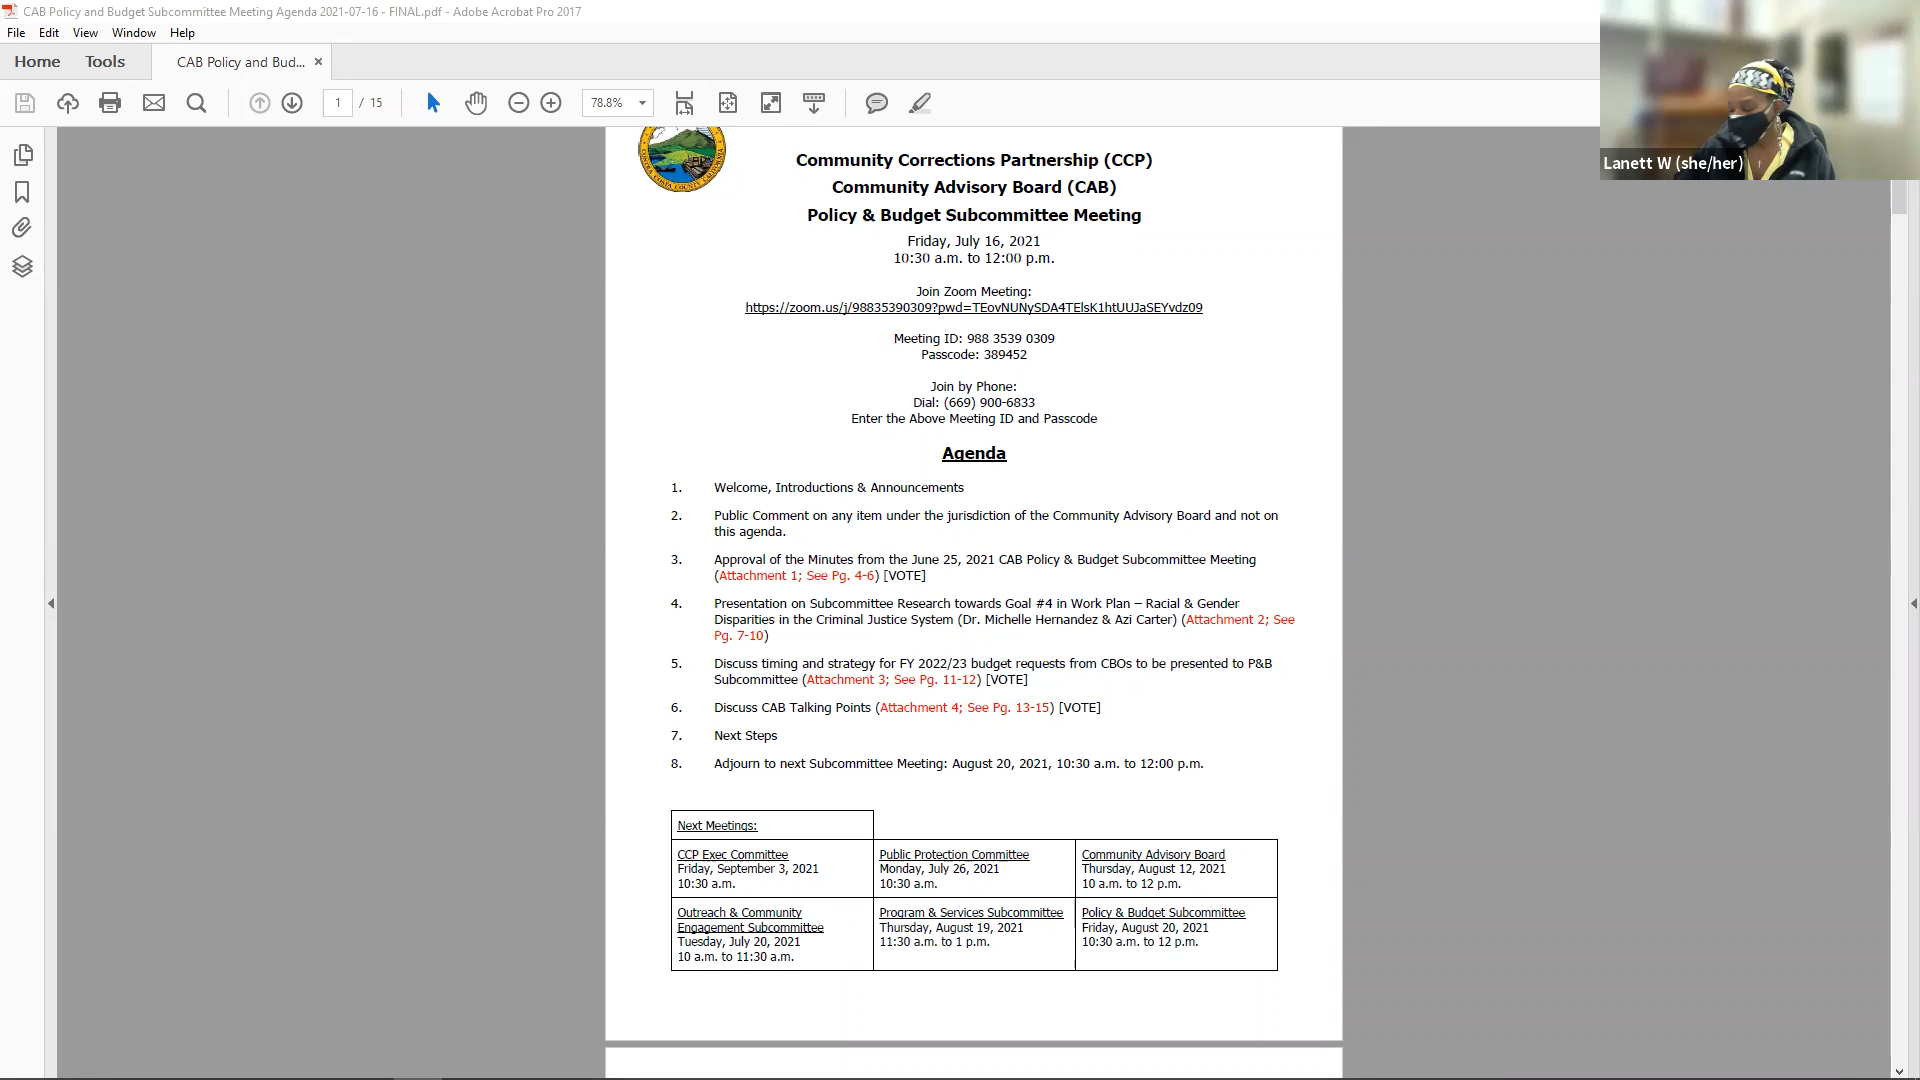 CAB Policy and Budget Subcommittee Meeting Agenda 2021-07-16 - FINAL.pdf - Adobe Acrobat Pro 2017
File Edit View Window Help
Home Tools CAB Policy and Bud... ×
1 / 15 78.8%
Lanett W (she/her)
Community Corrections Partnership (CCP)
Community Advisory Board (CAB)
Policy & Budget Subcommittee Meeting
Friday, July 16, 2021
10:30 a.m. to 12:00 p.m.
Join Zoom Meeting:
https://zoom.us/j/98835390309?pwd=TEovNUNySDA4TElsK1htUUJaSEYvdz09
Meeting ID: 988 3539 0309
Passcode: 389452
Join by Phone:
Dial: (669) 900-6833
Enter the Above Meeting ID and Passcode
Agenda
1. Welcome, Introductions & Announcements
2. Public Comment on any item under the jurisdiction of the Community Advisory Board and not on
this agenda.
3. Approval of the Minutes from the June 25, 2021 CAB Policy & Budget Subcommittee Meeting
(Attachment 1; See Pg. 4-6) [VOTE]
4. Presentation on Subcommittee Research towards Goal #4 in Work Plan – Racial & Gender
Disparities in the Criminal Justice System (Dr. Michelle Hernandez & Azi Carter) (Attachment 2; See
Pg. 7-10)
5. Discuss timing and strategy for FY 2022/23 budget requests from CBOs to be presented to P&B
Subcommittee (Attachment 3; See Pg. 11-12) [VOTE]
6. Discuss CAB Talking Points (Attachment 4; See Pg. 13-15) [VOTE]
7. Next Steps
8. Adjourn to next Subcommittee Meeting: August 20, 2021, 10:30 a.m. to 12:00 p.m.
Next Meetings:
CCP Exec Committee
Friday, September 3, 2021
10:30 a.m.
Public Protection Committee
Monday, July 26, 2021
10:30 a.m.
Community Advisory Board
Thursday, August 12, 2021
10 a.m. to 12 p.m.
Outreach & Community
Engagement Subcommittee
Tuesday, July 20, 2021
10 a.m. to 11:30 a.m.
Program & Services Subcommittee
Thursday, August 19, 2021
11:30 a.m. to 1 p.m.
Policy & Budget Subcommittee
Friday, August 20, 2021
10:30 a.m. to 12 p.m.